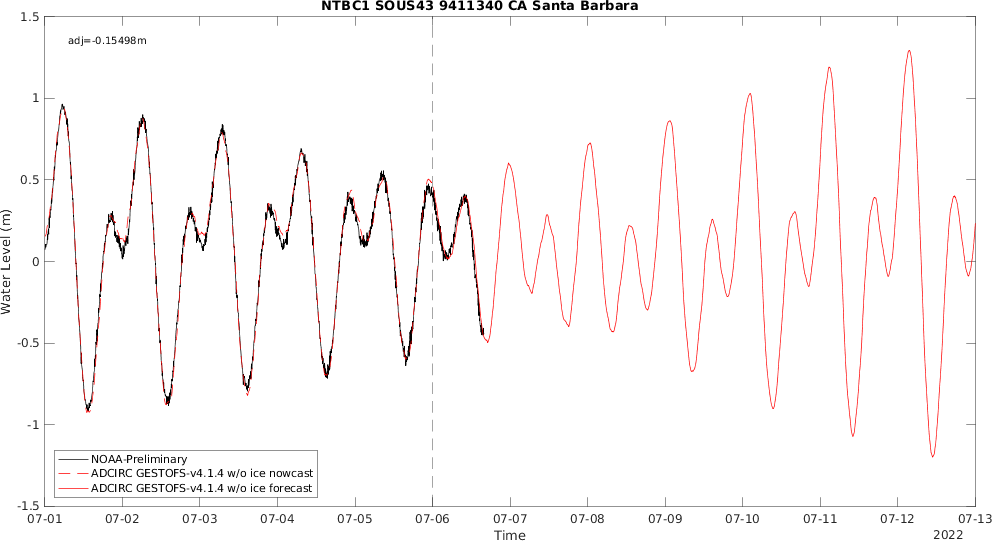 NTBC1 SOUS43 9411340 CA Santa Barbara
adj=-0.15498m
1.5
1
0.5
0
-0.5
-1
-1.5
Water Level (m)
NOAA-Preliminary
ADCIRC GESTOFS-v4.1.4 w/o ice nowcast
ADCIRC GESTOFS-v4.1.4 w/o ice forecast
07-01 07-02 07-03 07-04 07-05 07-06 07-07 07-08 07-09 07-10 07-11 07-12 07-13
Time
2022